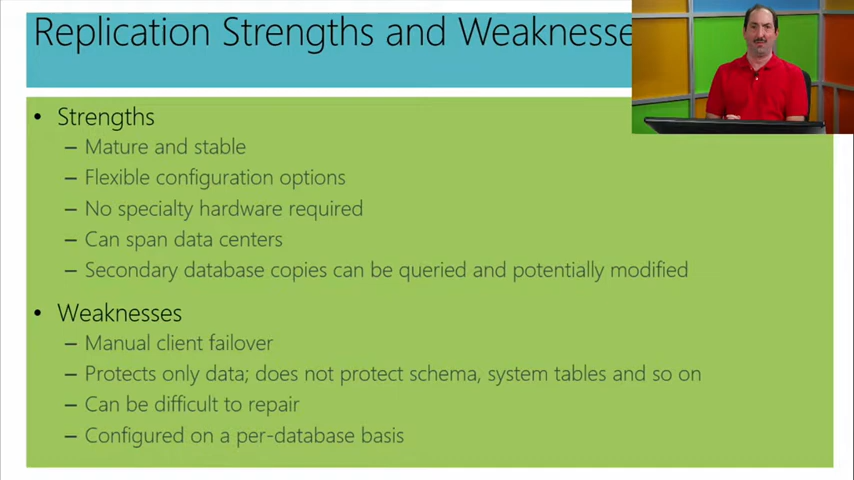 Replication Strengths and Weaknesse
• Strengths
– Mature and stable
– Flexible configuration options
– No specialty hardware required
– Can span data centers
– Secondary database copies can be queried and potentially modified
• Weaknesses
– Manual client failover
– Protects only data; does not protect schema, system tables and so on
– Can be difficult to repair
– Configured on a per-database basis